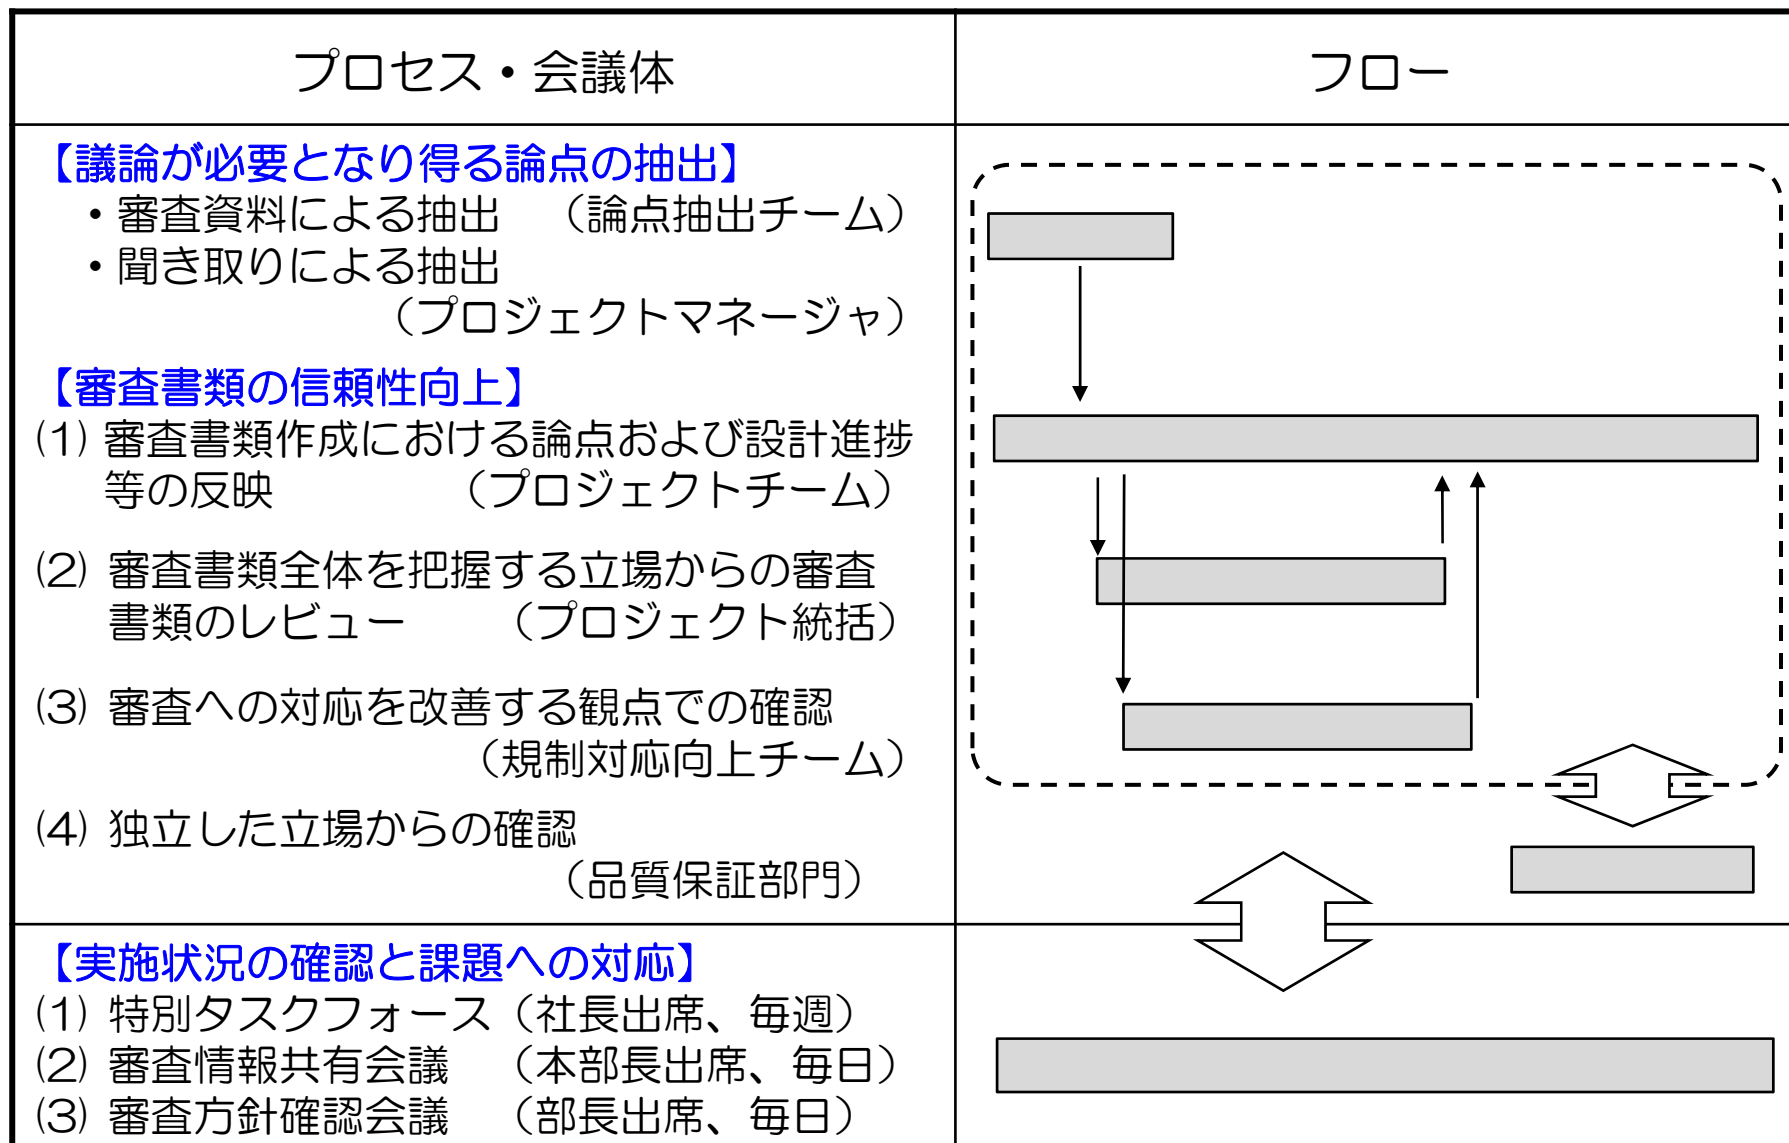 プロセス・会議体
フロー
【議論が必要となり得る論点の抽出】
・審査資料による抽出　（論点抽出チーム）
・聞き取りによる抽出
（プロジェクトマネージャ）
【審査書類の信頼性向上】
(1) 審査書類作成における論点および設計進捗
等の反映　　　　（プロジェクトチーム）
(2) 審査書類全体を把握する立場からの審査
書類のレビュー　　（プロジェクト統括）
(3) 審査への対応を改善する観点での確認
（規制対応向上チーム）
(4) 独立した立場からの確認
（品質保証部門）
【実施状況の確認と課題への対応】
(1) 特別タスクフォース（社長出席、毎週）
(2) 審査情報共有会議　（本部長出席、毎日）
(3) 審査方針確認会議　（部長出席、毎日）